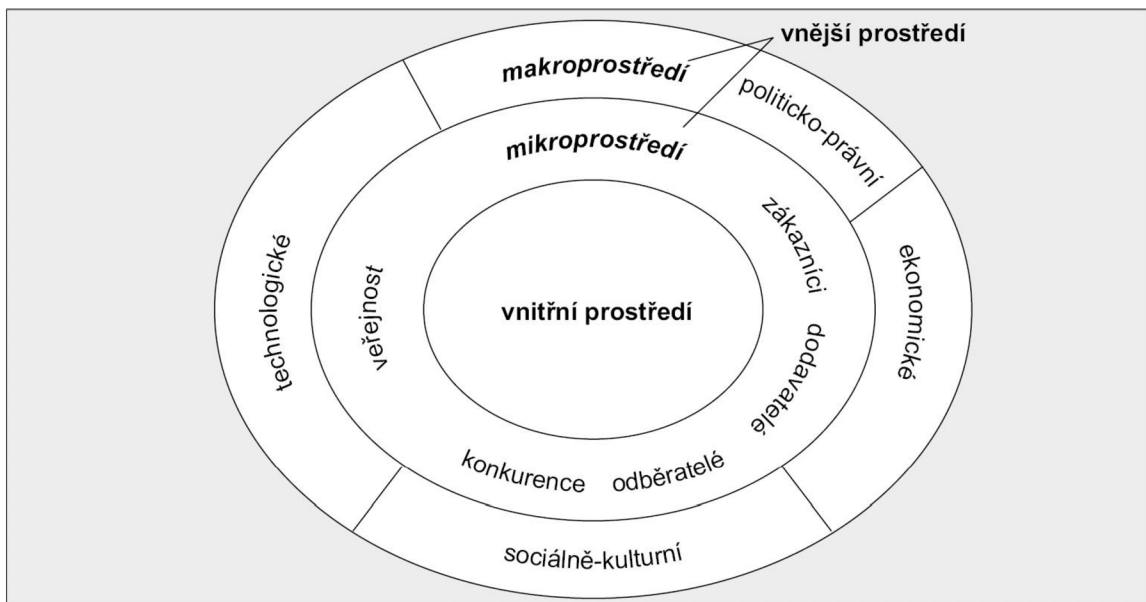 vnější prostředí
makroprostředí
politicko-právní
mikroprostředí
zákazníci
ekonomické
technologické
veřejnost
vnitřní prostředí
dodavatelé
konkurence
odběratelé
sociálně-kulturní